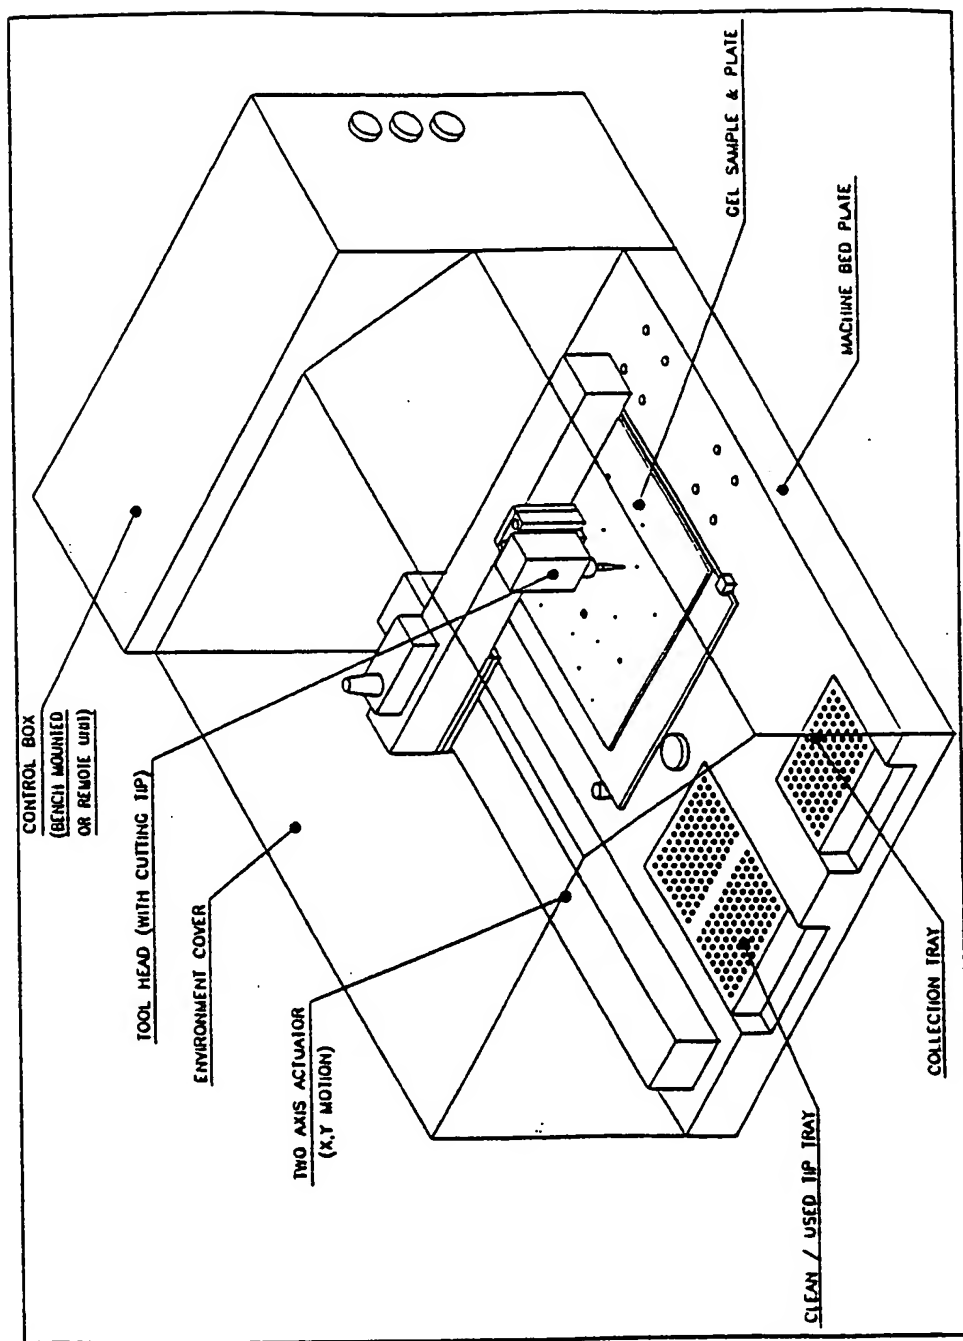 CONTROL BOX
(BENCH MOUNTED
OR REMOTE UNIT)
TOOL HEAD (WITH CUTTING TIP)
ENVIRONMENT COVER
TWO AXIS ACTUATOR
(X,Y MOTION)
CLEAN / USED TIP TRAY
COLLECTION TRAY
MACHINE BED PLATE
GEL SAMPLE & PLATE